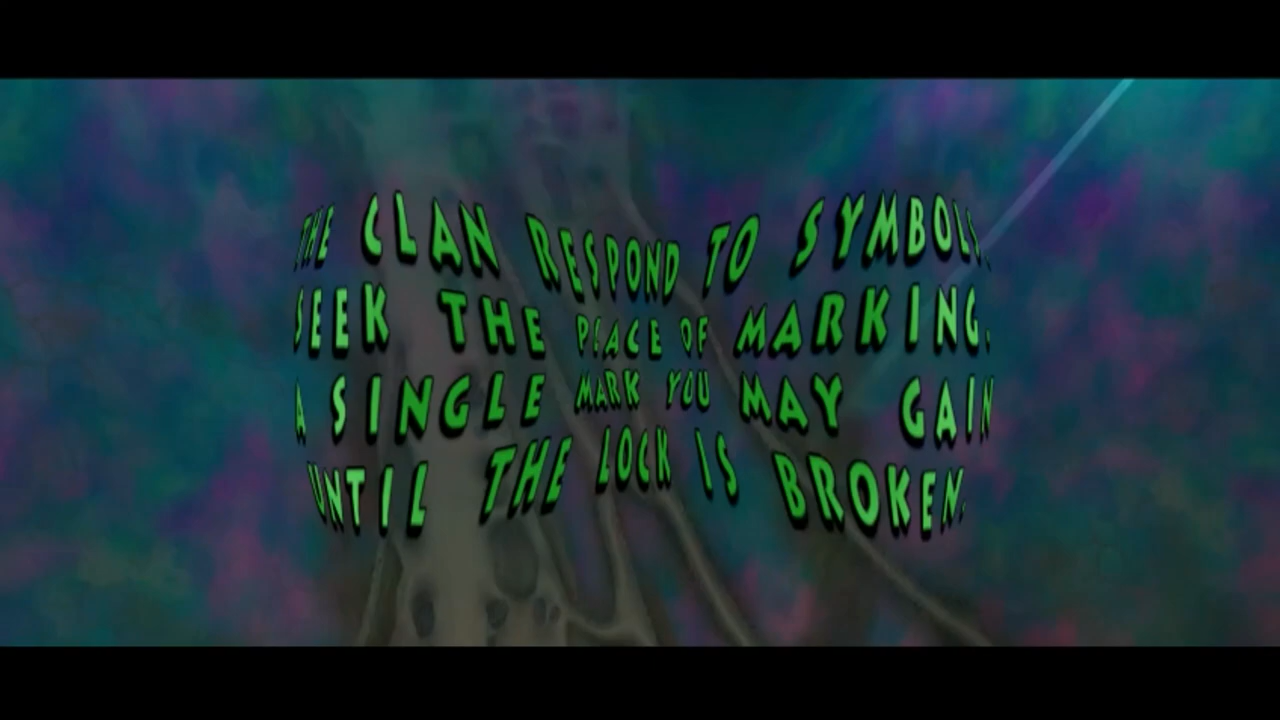 THE CLAN RESPOND TO SYMBOLS.
SEEK THE PLACE OF MARKING.
A SINGLE MARK YOU MAY GAIN
UNTIL THE LOCK IS BROKEN.